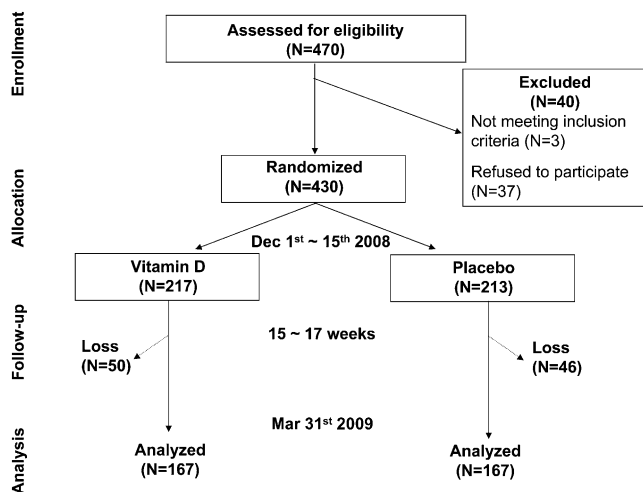 Enrollment
Assessed for eligibility
(N=470)
Excluded
(N=40)
Not meeting inclusion
criteria (N=3)
Refused to participate
(N=37)
Allocation
Randomized
(N=430)
Dec 1st ~ 15th 2008
Vitamin D
(N=217)
Placebo
(N=213)
Follow-up
15 ~ 17 weeks
Loss
(N=50)
Loss
(N=46)
Analysis
Mar 31st 2009
Analyzed
(N=167)
Analyzed
(N=167)